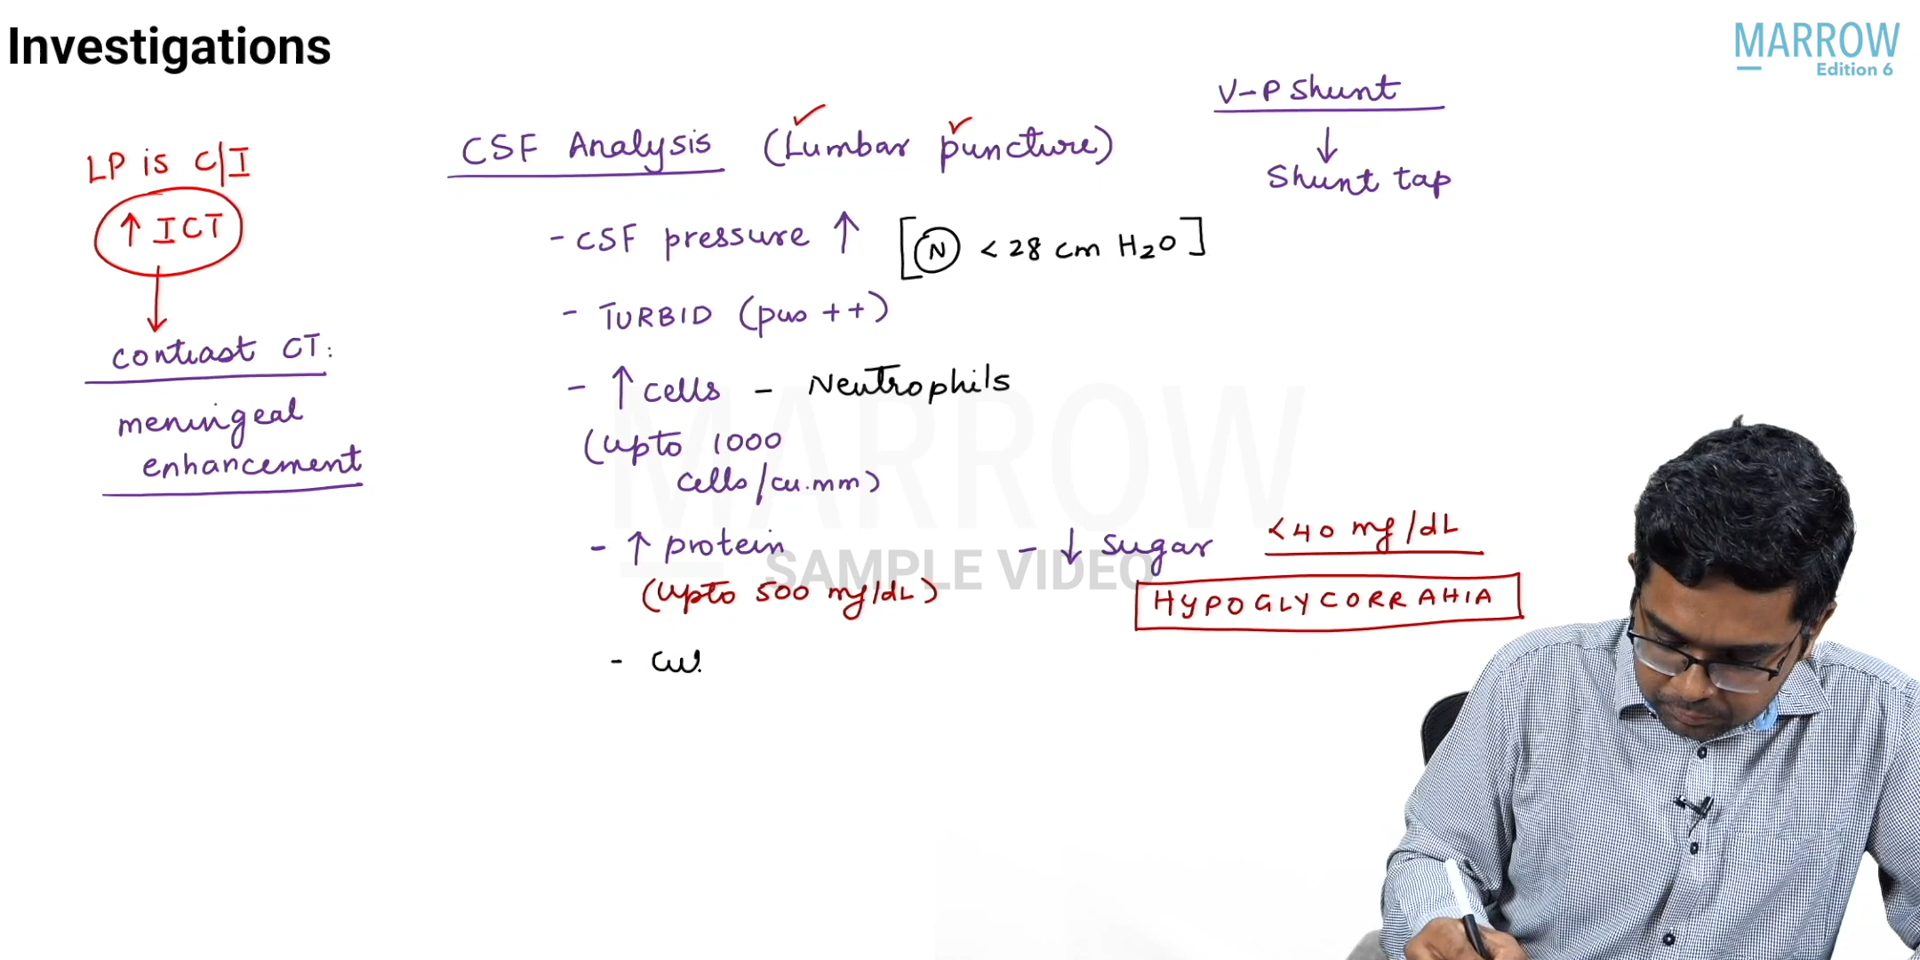 Investigations
MARROW
Edition 6
V-P Shunt
↓
Shunt tap
LP is C/I
↑ ICT
contrast CT:
meningeal
enhancement
CSF Analysis (Lumbar puncture)
- CSF pressure ↑ [Ⓝ < 28 cm H2O]
- TURBID (pus ++)
- ↑ cells - Neutrophils
(upto 1000
cells/cu.mm)
- ↑ protein
(upto 500 mg/dL)
- ↓ sugar <40 mg/dL
HYPOGLYCORRAHIA
- Cul
MARROW
SAMPLE VIDEO